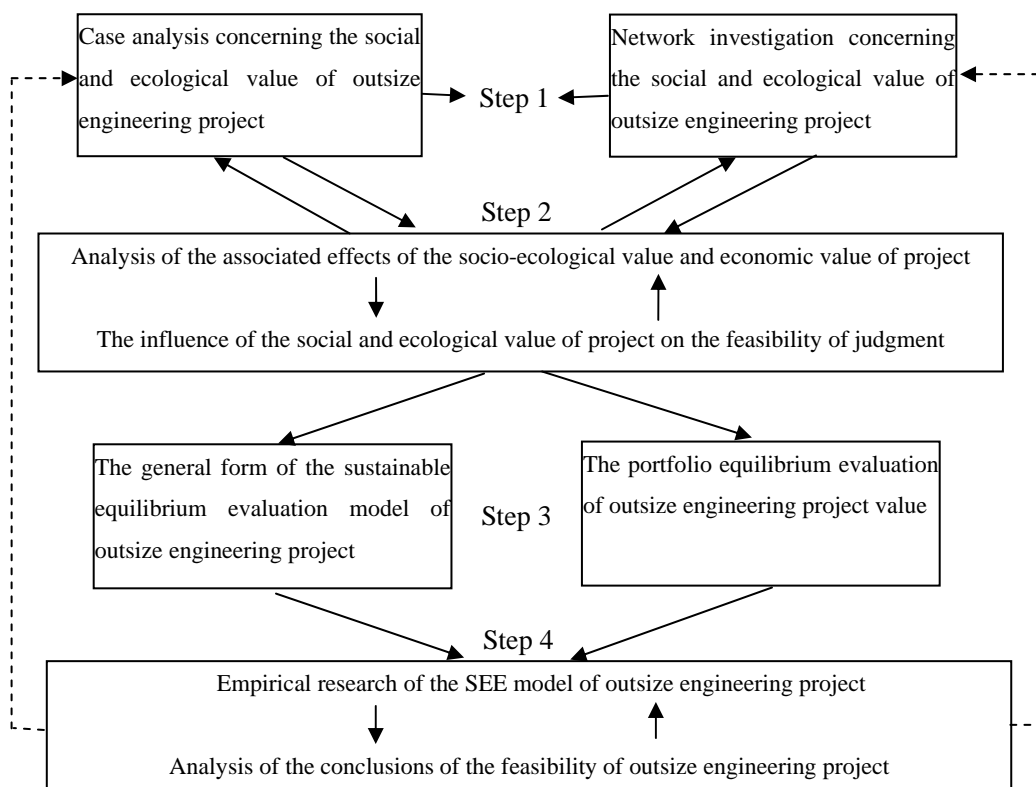 Case analysis concerning the social
and ecological value of outsize
engineering project
Step 1
Network investigation concerning
the social and ecological value of
outsize engineering project
Step 2
Analysis of the associated effects of the socio-ecological value and economic value of project
The influence of the social and ecological value of project on the feasibility of judgment
The general form of the sustainable
equilibrium evaluation model of
outsize engineering project
Step 3
The portfolio equilibrium evaluation
of outsize engineering project value
Step 4
Empirical research of the SEE model of outsize engineering project
Analysis of the conclusions of the feasibility of outsize engineering project